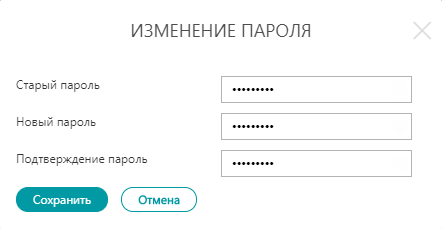 ИЗМЕНЕНИЕ ПАРОЛЯ
Старый пароль •••••••••
Новый пароль •••••••••
Подтверждение пароль •••••••••
Сохранить Отмена